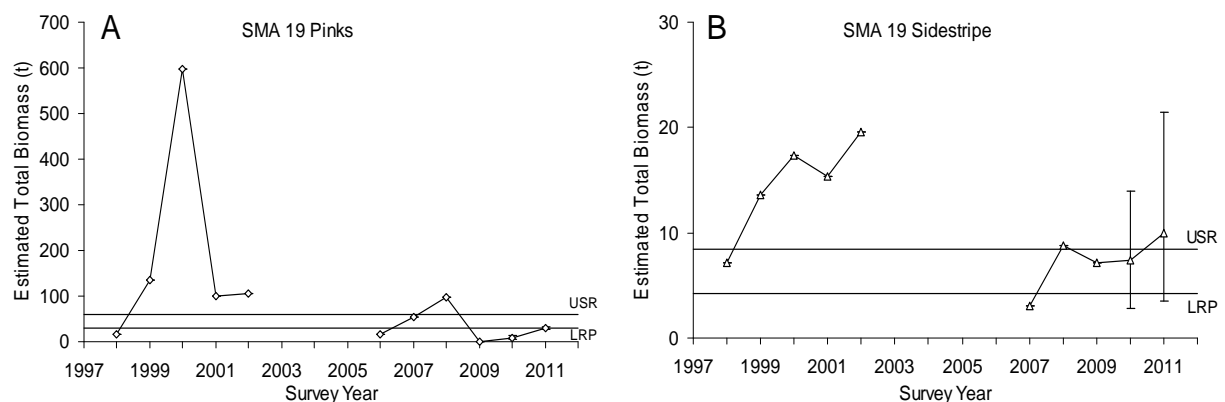 A
SMA 19 Pinks
Estimated Total Biomass (t)
700
600
500
400
300
200
100
0
USR
LRP
1997 1999 2001 2003 2005 2007 2009 2011
Survey Year
B
SMA 19 Sidestripe
Estimated Total Biomass (t)
30
20
10
0
USR
LRP
1997 1999 2001 2003 2005 2007 2009 2011
Survey Year